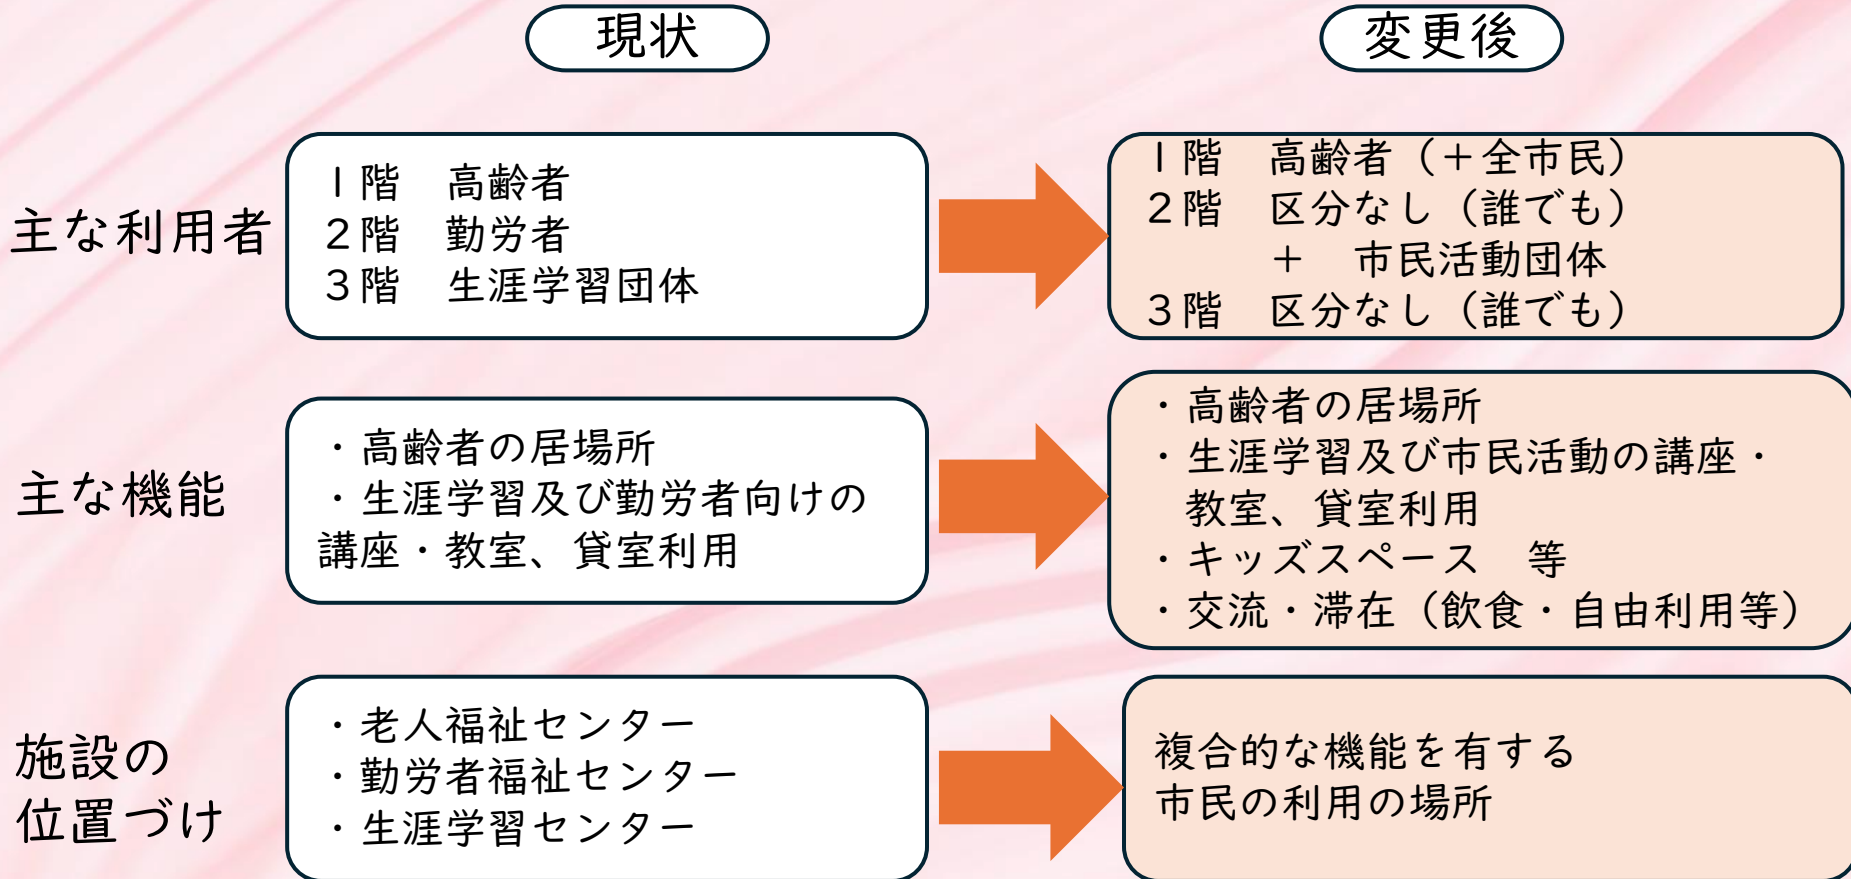 現状
変更後
主な利用者
1階　高齢者
2階　勤労者
3階　生涯学習団体
1階　高齢者（＋全市民）
2階　区分なし（誰でも）
＋　市民活動団体
3階　区分なし（誰でも）
主な機能
・高齢者の居場所
・生涯学習及び勤労者向けの
講座・教室、貸室利用
・高齢者の居場所
・生涯学習及び市民活動の講座・
教室、貸室利用
・キッズスペース　等
・交流・滞在（飲食・自由利用等）
施設の
位置づけ
・老人福祉センター
・勤労者福祉センター
・生涯学習センター
複合的な機能を有する
市民の利用の場所